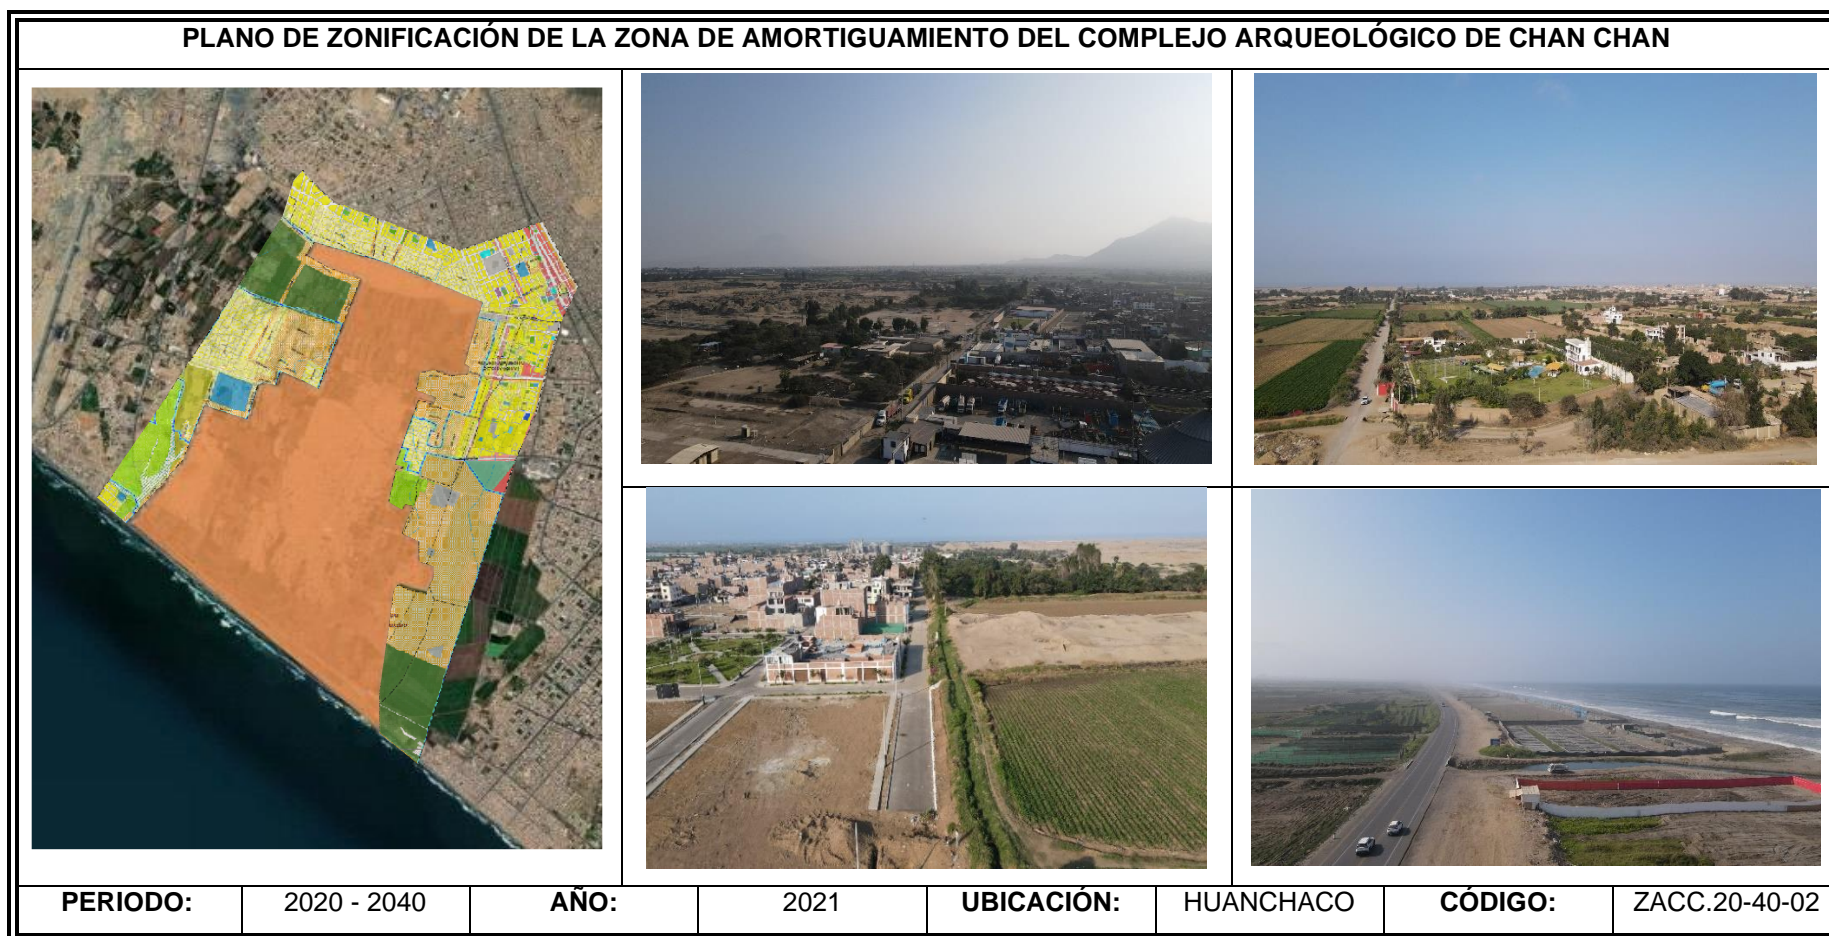 PLANO DE ZONIFICACIÓN DE LA ZONA DE AMORTIGUAMIENTO DEL COMPLEJO ARQUEOLÓGICO DE CHAN CHAN
PERIODO: 2020 - 2040 AÑO: 2021 UBICACIÓN: HUANCHACO CÓDIGO: ZACC.20-40-02